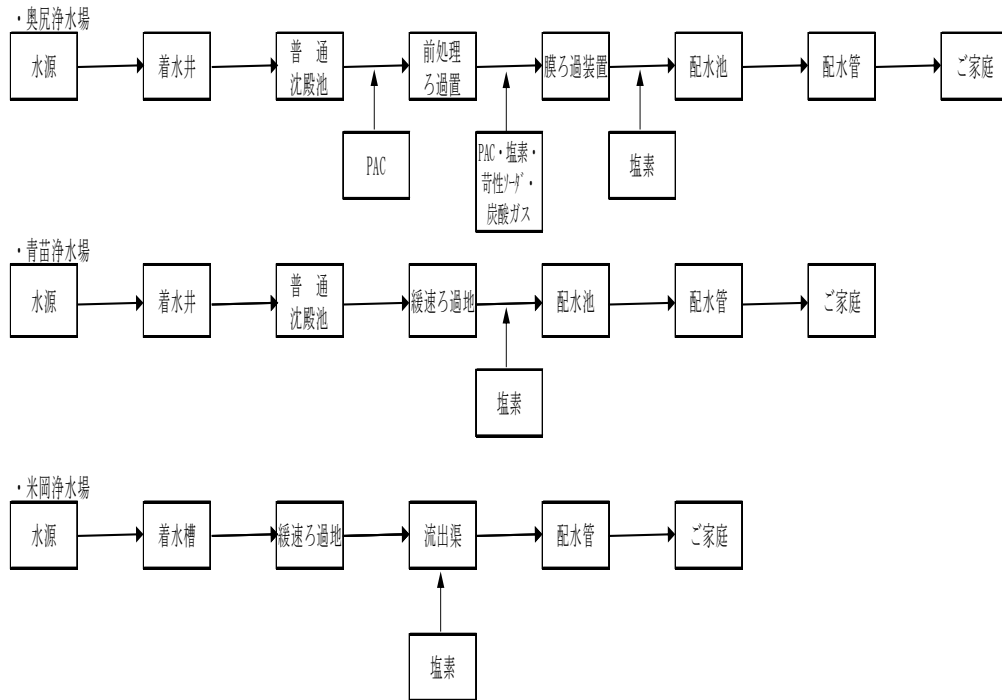 ・奥尻浄水場
水源
着水井
普　通
沈殿池
前処理
ろ過置
膜ろ過装置
配水池
配水管
ご家庭
PAC
PAC・塩素・
苛性ｿｰﾀﾞ・
炭酸ガス
塩素
・青苗浄水場
水源
着水井
普　通
沈殿池
緩速ろ過地
配水池
配水管
ご家庭
塩素
・米岡浄水場
水源
着水槽
緩速ろ過地
流出渠
配水管
ご家庭
塩素